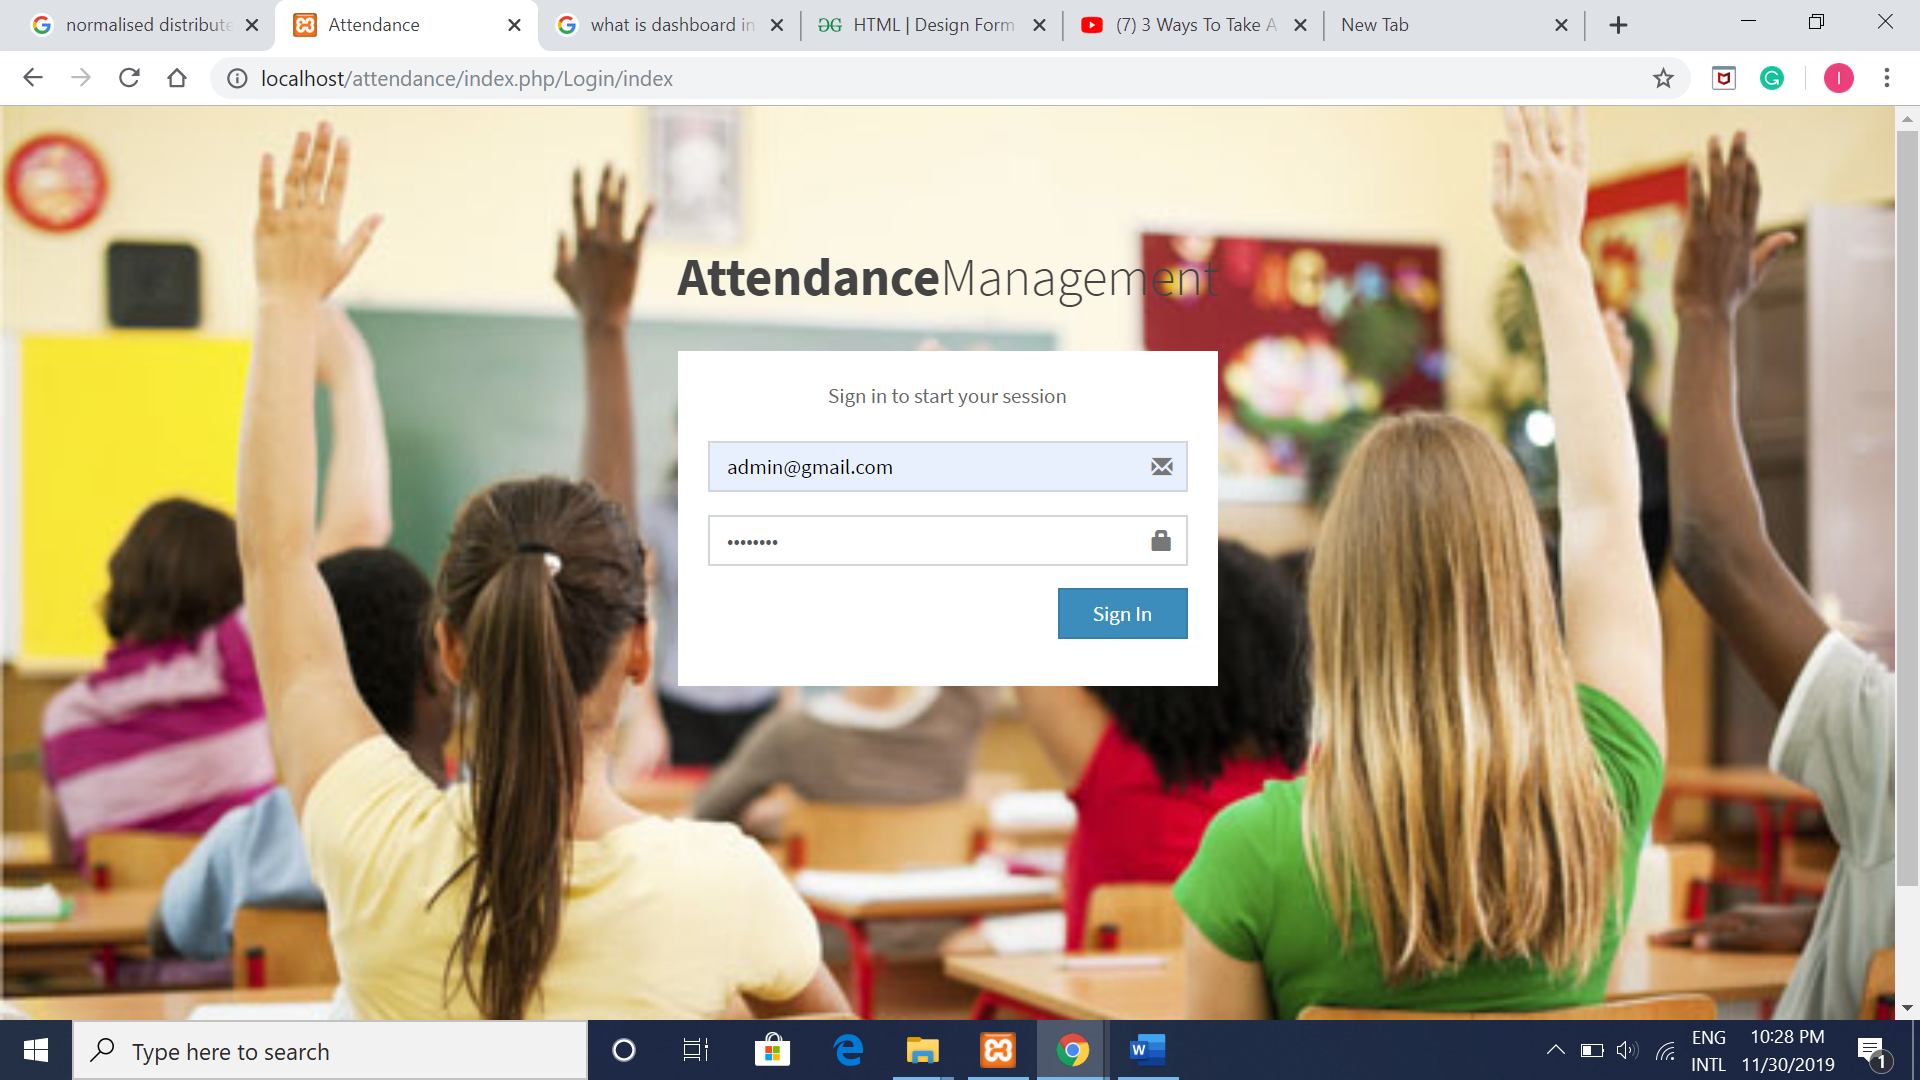 normalised distribute
Attendance
what is dashboard in
HTML | Design Form
(7) 3 Ways To Take A
New Tab
localhost/attendance/index.php/Login/index
I
AttendanceManagement
Sign in to start your session
admin@gmail.com
••••••••
Sign In
Type here to search
ENG
INTL
10:28 PM
11/30/2019
1